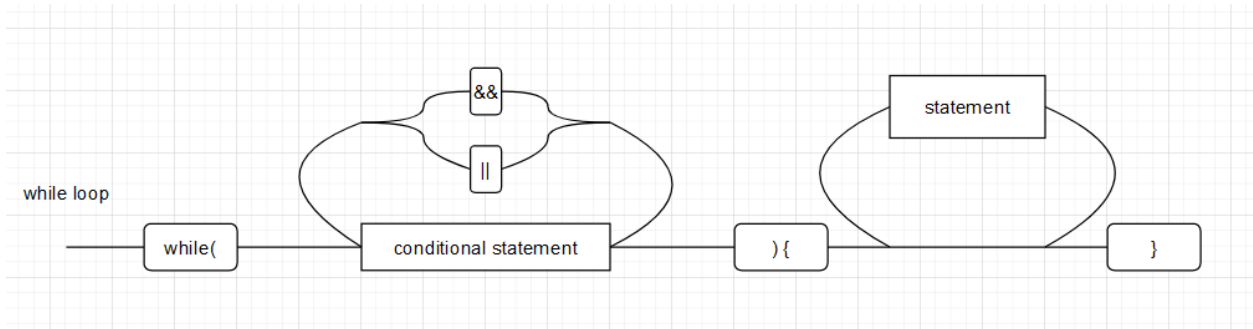 &&
statement
||
while loop
while(
conditional statement
) {
}